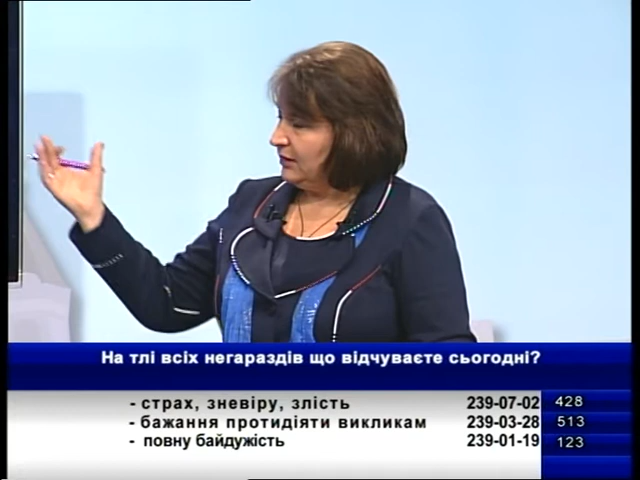 На тлі всіх негараздів що відчуваєте сьогодні?
- страх, зневіру, злість 239-07-02 428
- бажання протидіяти викликам 239-03-28 513
- повну байдужість 239-01-19 123